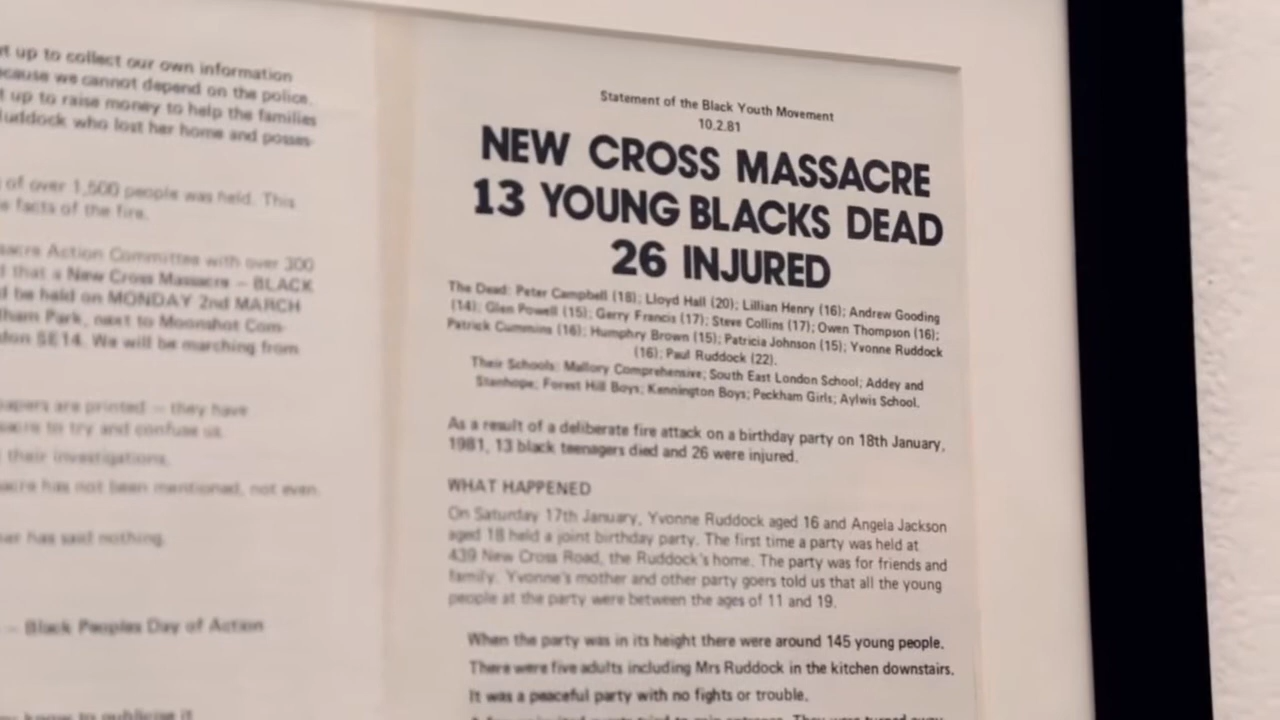 t up to collect our own information
cause we cannot depend on the police.
t up to raise money to help the families
Ruddock who lost her home and posses-
of over 1,500 people was held. This
e facts of the fire.
sacre Action Committee with over 300
d that a New Cross Massacre – BLACK
d be held on MONDAY 2nd MARCH
ham Park, next to Moonshot Com-
don SE14. We will be marching from
apers are printed – they have
sacre to try and confuse us.
their investigations.
acre has not been mentioned, not even
her has said nothing.
– Black Peoples Day of Action
know to publicise it
Statement of the Black Youth Movement
10.2.81
NEW CROSS MASSACRE
13 YOUNG BLACKS DEAD
26 INJURED
The Dead: Peter Campbell (18); Lloyd Hall (20); Lillian Henry (16); Andrew Gooding
(14); Glen Powell (15); Gerry Francis (17); Steve Collins (17); Owen Thompson (16);
Patrick Cummins (16); Humphry Brown (15); Patricia Johnson (15); Yvonne Ruddock
(16); Paul Ruddock (22).
Their Schools: Mallory Comprehensive; South East London School; Addey and
Stanhope; Forest Hill Boys; Kennington Boys; Peckham Girls; Aylwis School.
As a result of a deliberate fire attack on a birthday party on 18th January,
1981, 13 black teenagers died and 26 were injured.
WHAT HAPPENED
On Saturday 17th January, Yvonne Ruddock aged 16 and Angela Jackson
aged 18 held a joint birthday party. The first time a party was held at
439 New Cross Road, the Ruddock's home. The party was for friends and
family. Yvonne's mother and other party goers told us that all the young
people at the party were between the ages of 11 and 19.
When the party was in its height there were around 145 young people.
There were five adults including Mrs Ruddock in the kitchen downstairs.
It was a peaceful party with no fights or trouble.